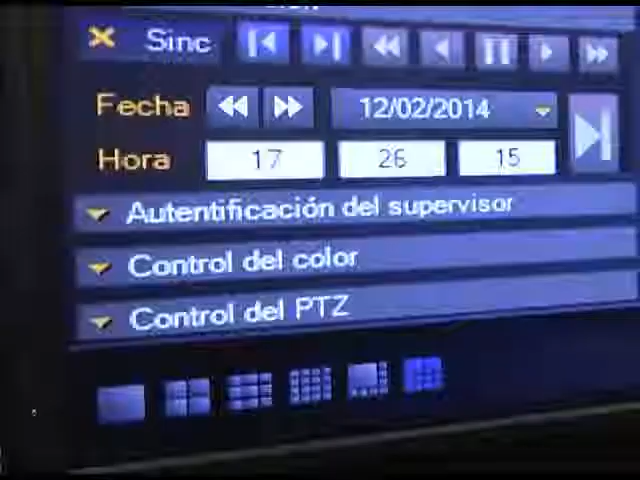 Sinc
Fecha 12/02/2014
Hora 17 26 15
Autentificación del supervisor
Control del color
Control del PTZ